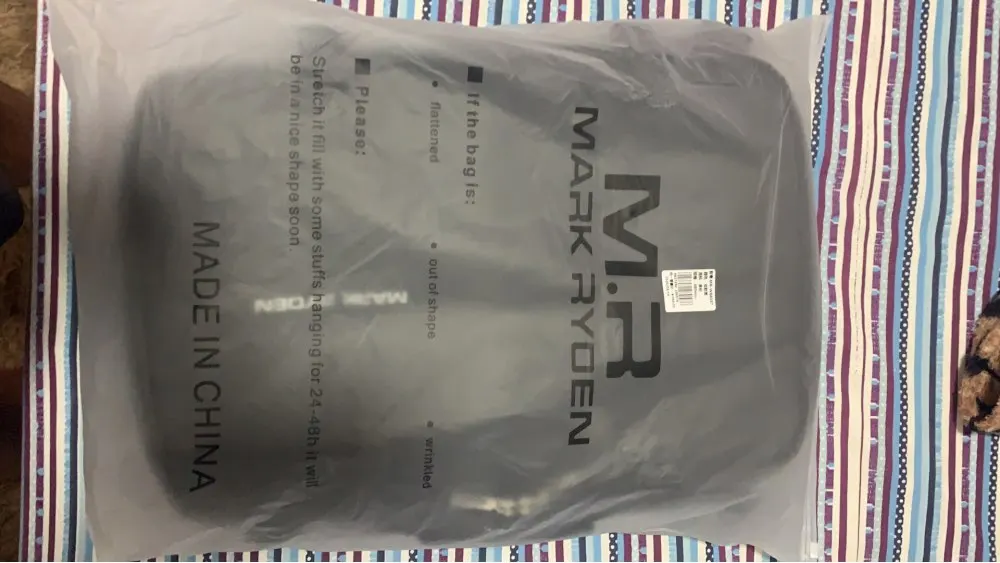 M.R
MARK RYDEN
■ If the bag is:
• flattened • out of shape • wrinkled
■ Please:
Stretch it fill with some stuffs hanging for 24-48h it will
be in a nice shape soon.
MARK RYDEN
MADE IN CHINA